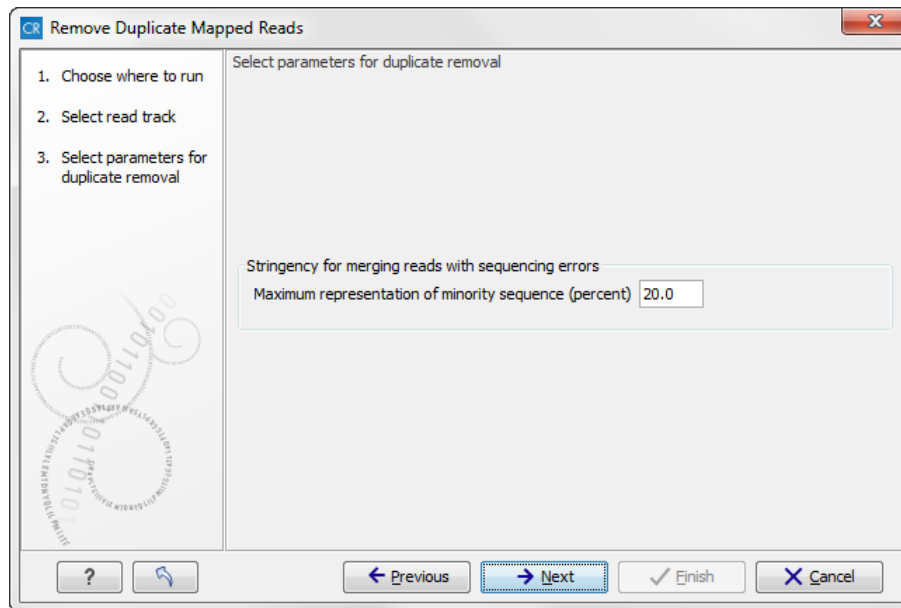 CR Remove Duplicate Mapped Reads
1. Choose where to run
2. Select read track
3. Select parameters for
duplicate removal
Select parameters for duplicate removal
Stringency for merging reads with sequencing errors
Maximum representation of minority sequence (percent) 20.0
?
Previous
Next
Finish
Cancel